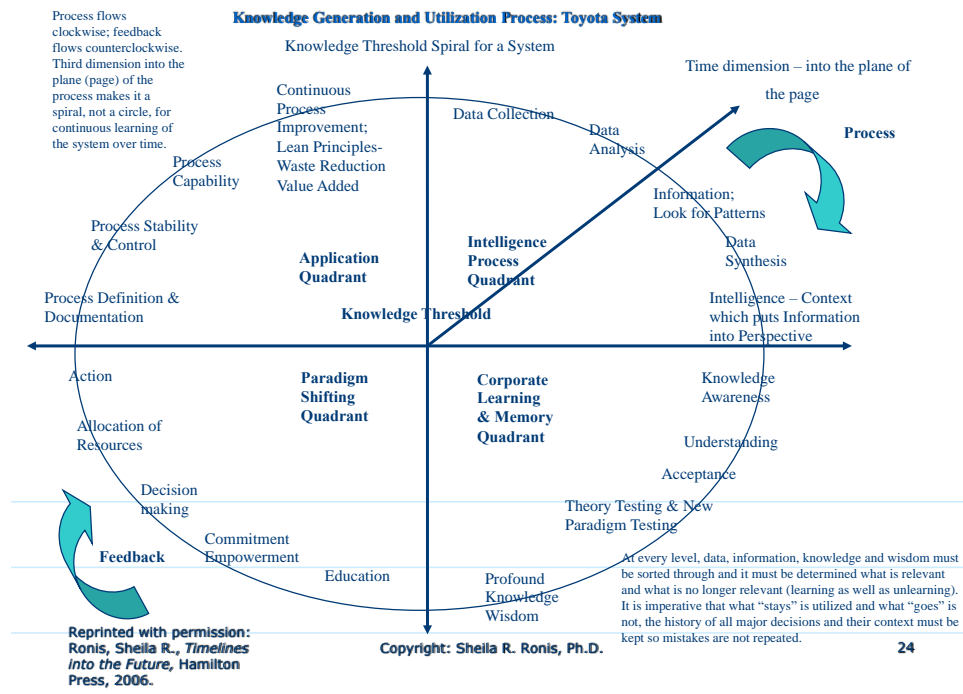 Knowledge Generation and Utilization Process: Toyota System
Process flows
clockwise; feedback
flows counterclockwise.
Third dimension into the
plane (page) of the
process makes it a
spiral, not a circle, for
continuous learning of
the system over time.
Knowledge Threshold Spiral for a System
Time dimension – into the plane of
the page
Continuous
Process
Improvement;
Lean Principles-
Waste Reduction
Value Added
Data Collection
Data
Analysis
Process
Process
Capability
Information;
Look for Patterns
Process Stability
& Control
Data
Synthesis
Application
Quadrant
Intelligence
Process
Quadrant
Process Definition &
Documentation
Intelligence – Context
which puts Information
into Perspective
Knowledge Threshold
Action
Paradigm
Shifting
Quadrant
Corporate
Learning
& Memory
Quadrant
Knowledge
Awareness
Allocation of
Resources
Understanding
Acceptance
Decision
making
Theory Testing & New
Paradigm Testing
Commitment
Empowerment
Feedback
Education
Profound
Knowledge
Wisdom
At every level, data, information, knowledge and wisdom must
be sorted through and it must be determined what is relevant
and what is no longer relevant (learning as well as unlearning).
It is imperative that what “stays” is utilized and what “goes” is
not, the history of all major decisions and their context must be
kept so mistakes are not repeated.
Reprinted with permission:
Ronis, Sheila R., Timelines
into the Future, Hamilton
Press, 2006.
Copyright: Sheila R. Ronis, Ph.D.
24